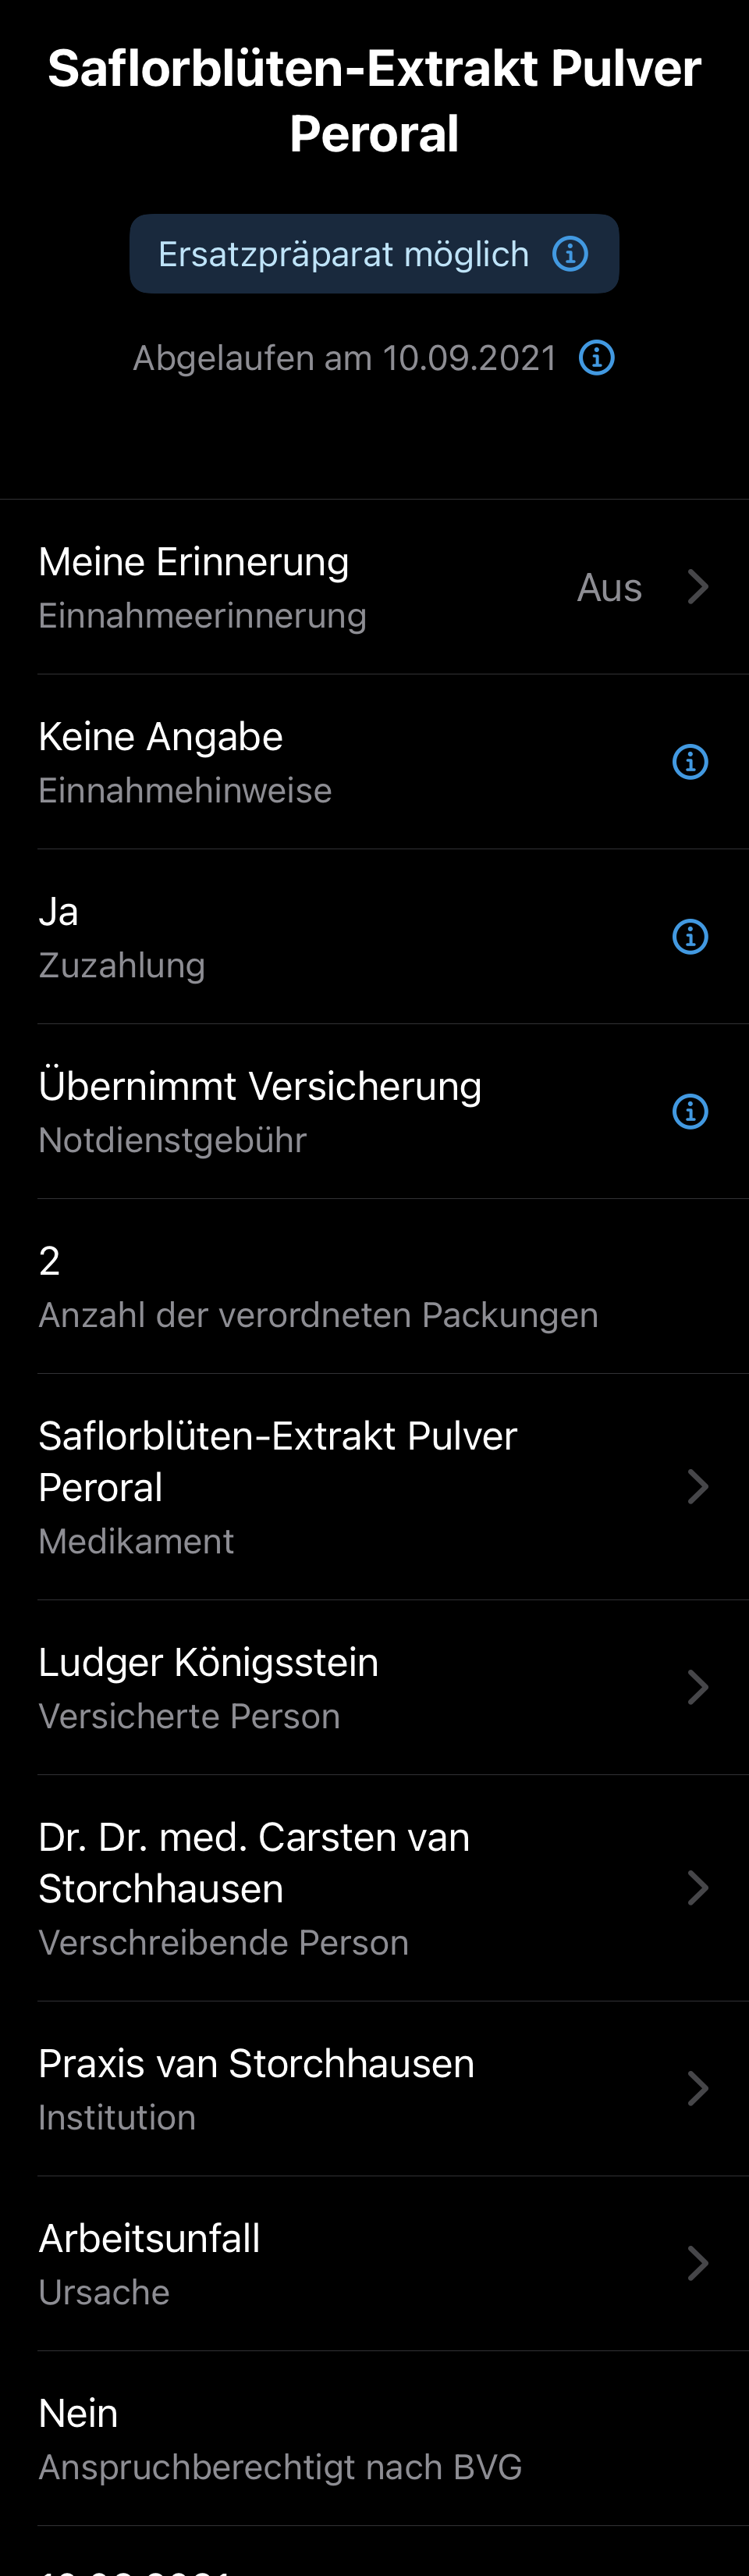 Saflorblüten-Extrakt Pulver
Peroral
Ersatzpräparat möglich
Abgelaufen am 10.09.2021
Meine Erinnerung
Einnahmeerinnerung
Aus
Keine Angabe
Einnahmehinweise
Ja
Zuzahlung
Übernimmt Versicherung
Notdienstgebühr
2
Anzahl der verordneten Packungen
Saflorblüten-Extrakt Pulver
Peroral
Medikament
Ludger Königsstein
Versicherte Person
Dr. Dr. med. Carsten van
Storchhausen
Verschreibende Person
Praxis van Storchhausen
Institution
Arbeitsunfall
Ursache
Nein
Anspruchberechtigt nach BVG